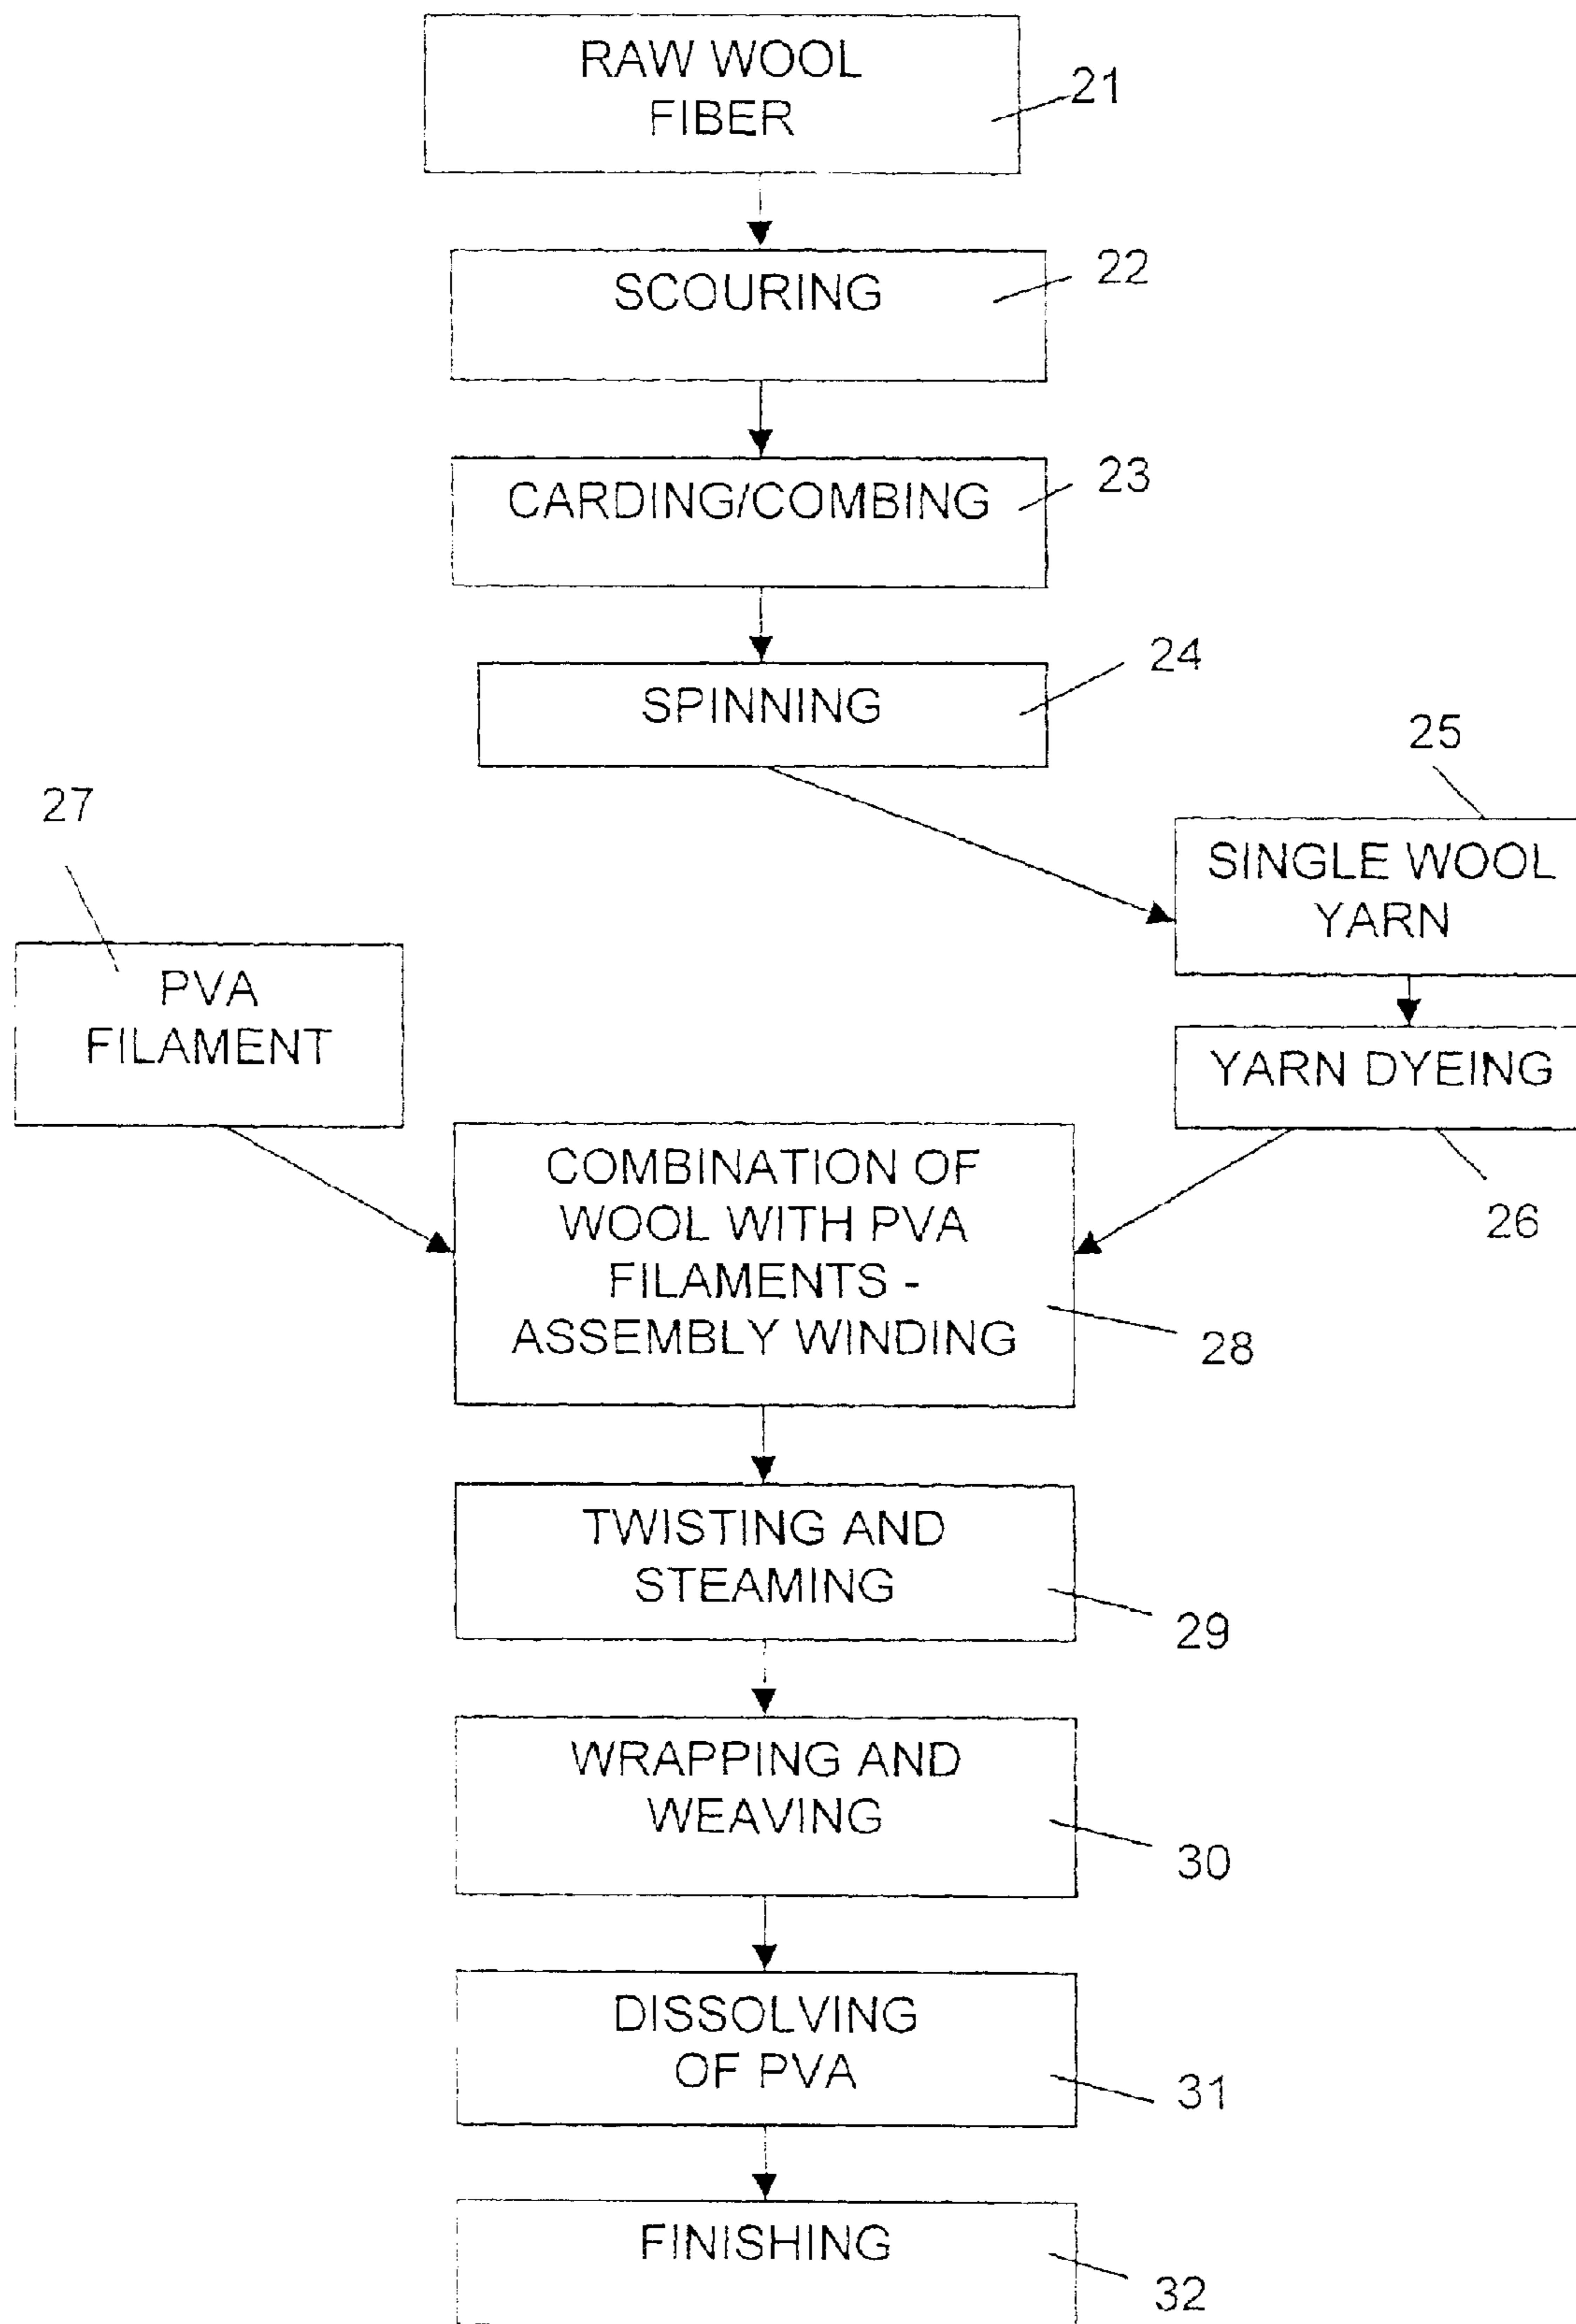 RAW WOOL
FIBER
21
SCOURING
22
CARDING/COMBING
23
SPINNING
24
25
SINGLE WOOL
YARN
27
PVA
FILAMENT
YARN DYEING
26
COMBINATION OF
WOOL WITH PVA
FILAMENTS -
ASSEMBLY WINDING
28
TWISTING AND
STEAMING
29
WRAPPING AND
WEAVING
30
DISSOLVING
OF PVA
31
FINISHING
32